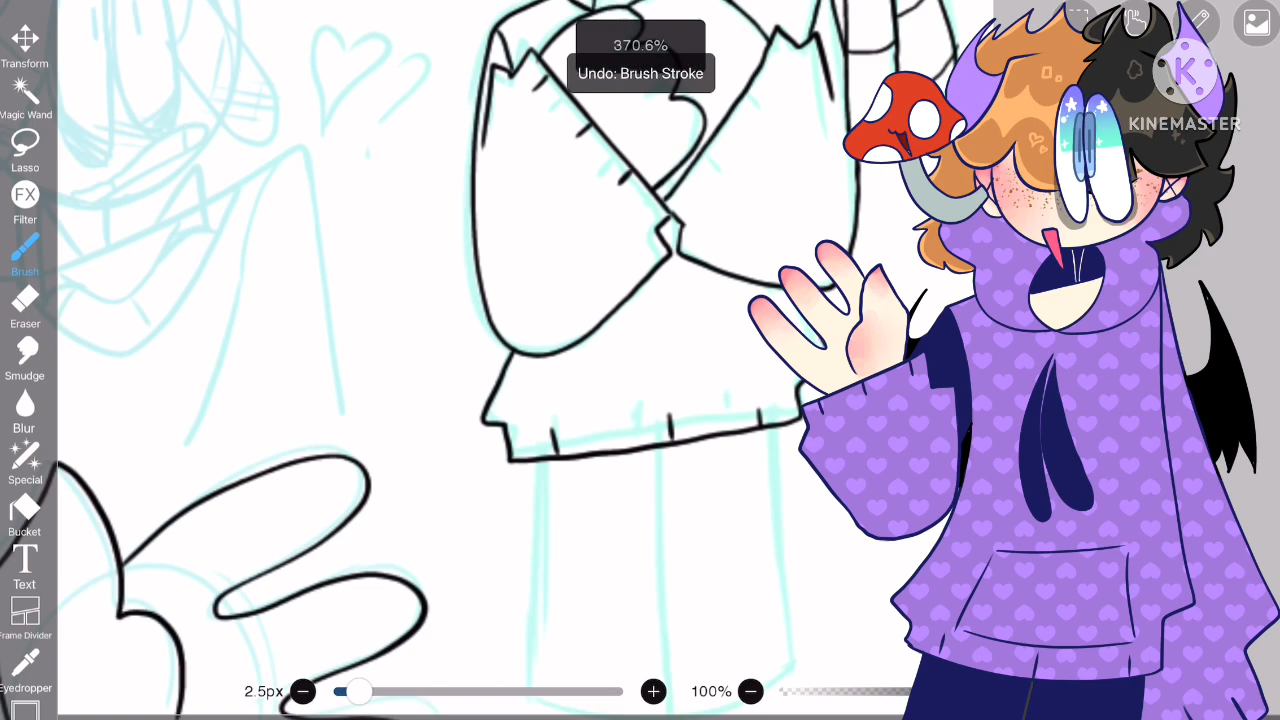 370.6%
Undo: Brush Stroke
K
KINEMASTER
Transform
Magic Wand
Lasso
FX
Filter
Brush
Eraser
Smudge
Blur
Special
Bucket
T
Text
Frame Divider
Eyedropper
2.5px
100%